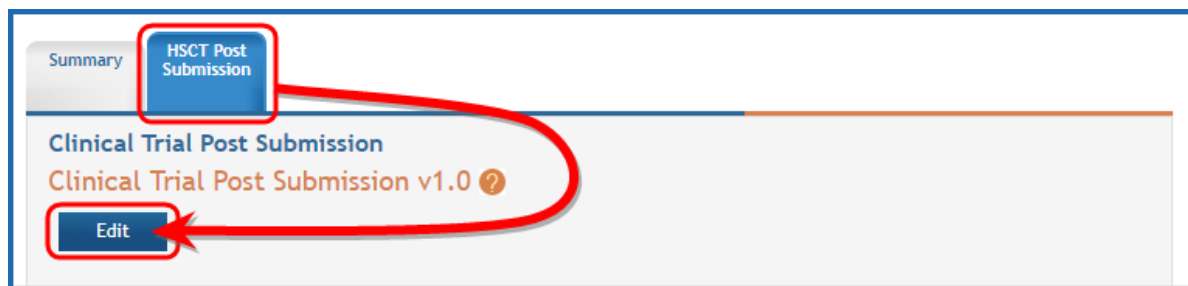 Summary
HSCT Post
Submission
Clinical Trial Post Submission
Clinical Trial Post Submission v1.0 ?
Edit